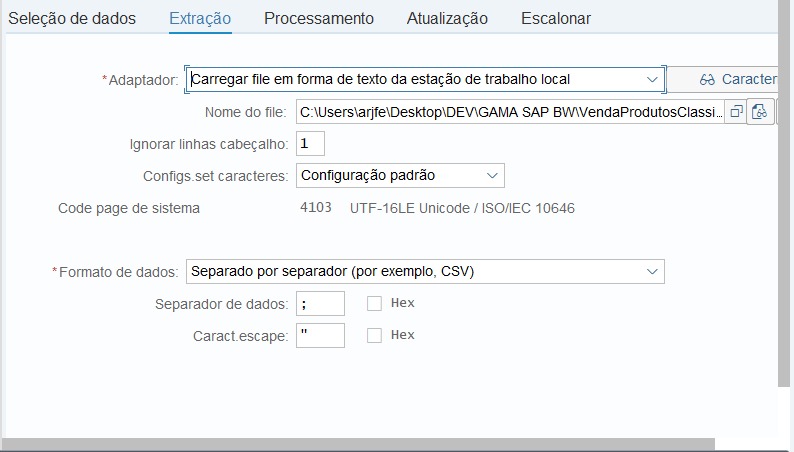 Seleção de dados Extração Processamento Atualização Escalonar
*Adaptador: Carregar file em forma de texto da estação de trabalho local Caracter
Nome do file: C:\Users\arjfe\Desktop\DEV\GAMA SAP BW\VendaProdutosClassi...
Ignorar linhas cabeçalho: 1
Configs.set caracteres: Configuração padrão
Code page de sistema 4103 UTF-16LE Unicode / ISO/IEC 10646
*Formato de dados: Separado por separador (por exemplo, CSV)
Separador de dados: ; Hex
Caract.escape: " Hex